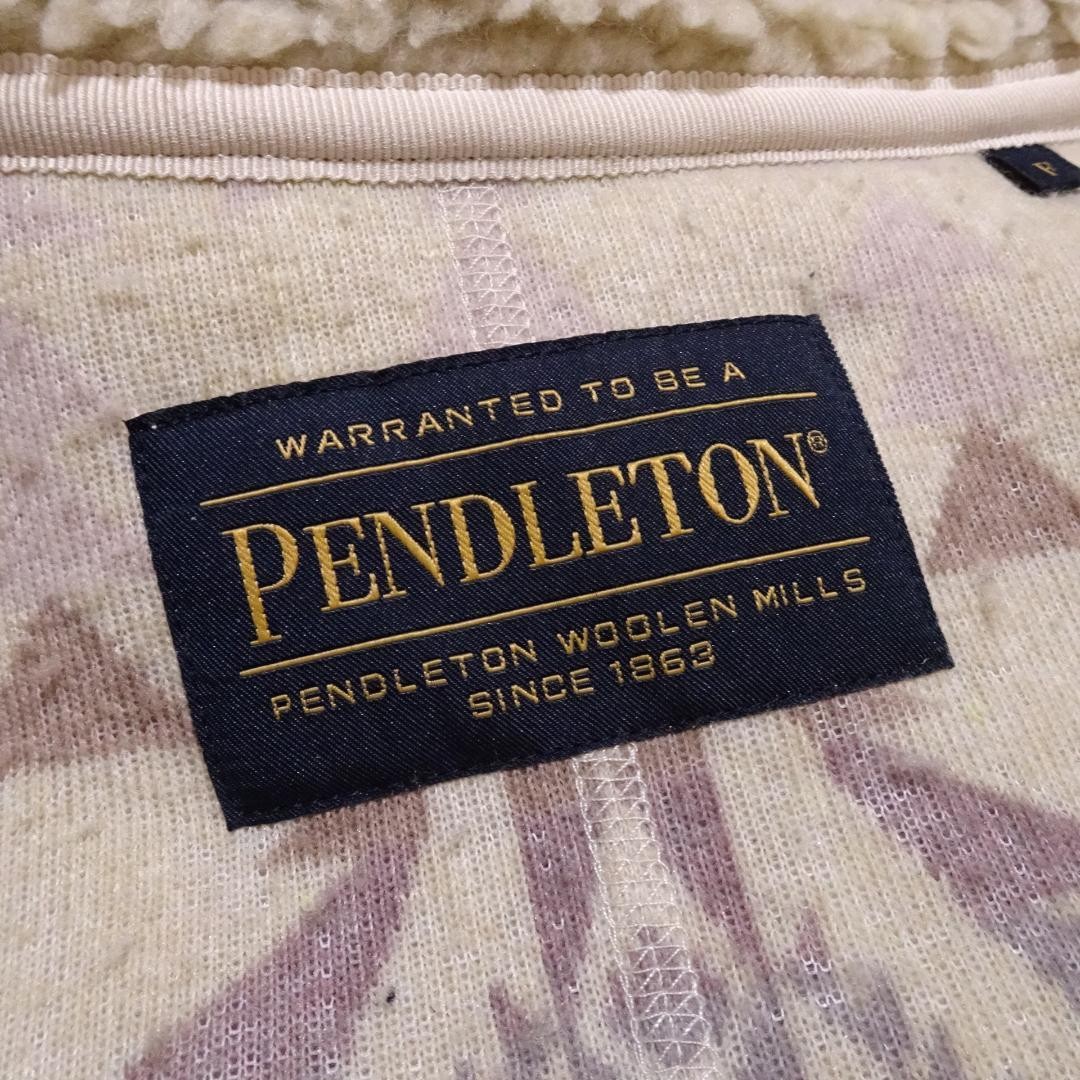 F
WARRANTED TO BE A
PENDLETON®
PENDLETON WOOLEN MILLS
SINCE 1863